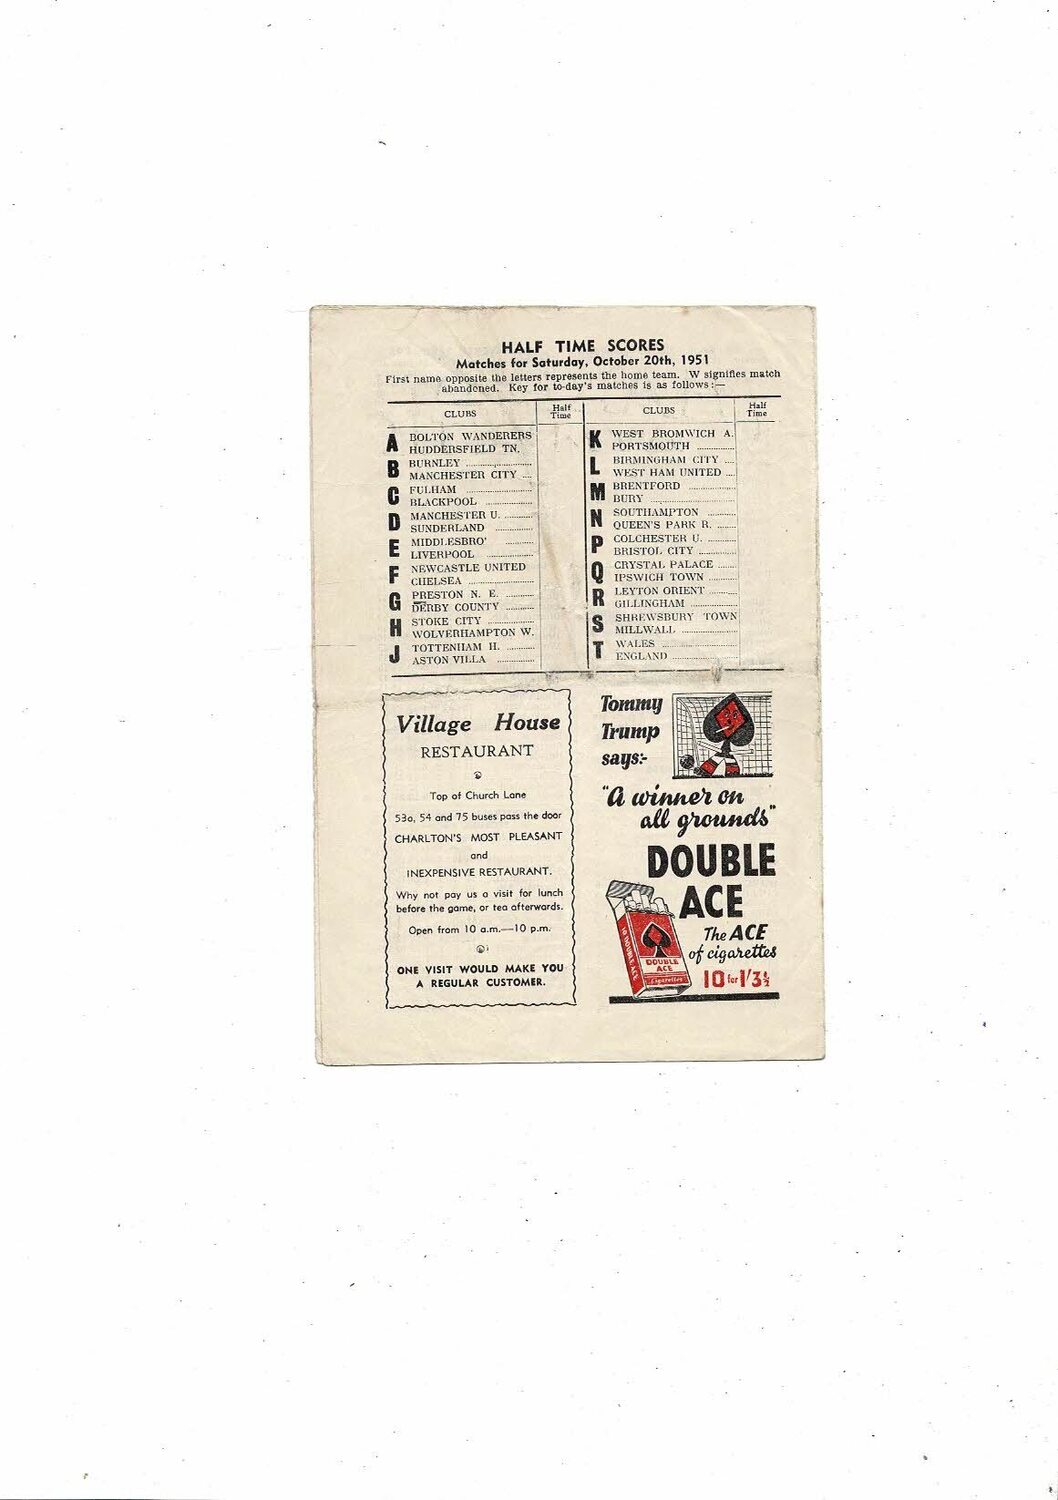 HALF TIME SCORES
Matches for Saturday, October 20th, 1951
First name opposite the letters represents the home team. W signifies match
abandoned. Key for to-day's matches is as follows:—
CLUBS
Half Time
A BOLTON WANDERERS
HUDDERSFIELD TN.
B BURNLEY
MANCHESTER CITY
C FULHAM
BLACKPOOL
D MANCHESTER U.
SUNDERLAND
E MIDDLESBRO'
LIVERPOOL
F NEWCASTLE UNITED
CHELSEA
G PRESTON N. E.
DERBY COUNTY
H STOKE CITY
WOLVERHAMPTON W.
J TOTTENHAM H.
ASTON VILLA
CLUBS
Half Time
K WEST BROMWICH A.
PORTSMOUTH
L BIRMINGHAM CITY
WEST HAM UNITED
M BRENTFORD
BURY
N SOUTHAMPTON
QUEEN'S PARK R.
P COLCHESTER U.
BRISTOL CITY
Q CRYSTAL PALACE
IPSWICH TOWN
R LEYTON ORIENT
GILLINGHAM
S SHREWSBURY TOWN
MILLWALL
T WALES
ENGLAND
Village House
RESTAURANT
Top of Church Lane
53a, 54 and 75 buses pass the door
CHARLTON'S MOST PLEASANT
and
INEXPENSIVE RESTAURANT.
Why not pay us a visit for lunch
before the game, or tea afterwards.
Open from 10 a.m.—10 p.m.
ONE VISIT WOULD MAKE YOU
A REGULAR CUSTOMER.
Tommy
Trump
says:-
"A winner on
all grounds"
DOUBLE
ACE
The ACE
of cigarettes
10 for 1'3½
DOUBLE
ACE
Cigarettes
10 DOUBLE ACE